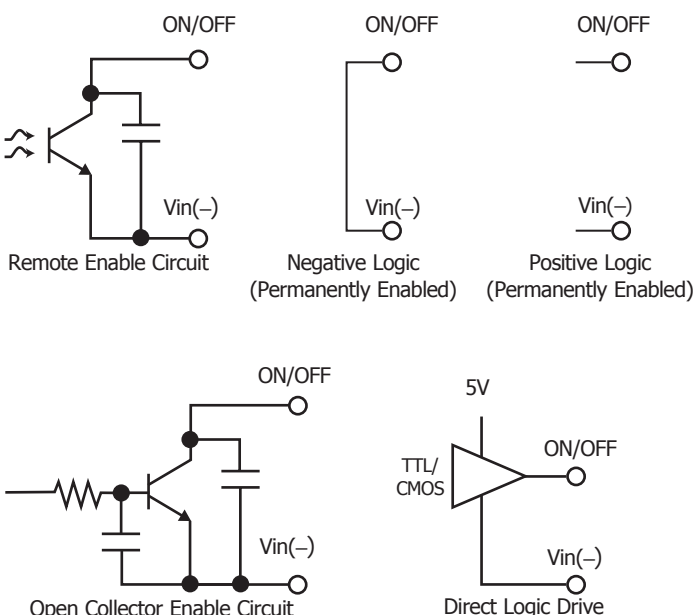 ON/OFF
Vin(–)
Remote Enable Circuit
ON/OFF
Vin(–)
Negative Logic
(Permanently Enabled)
ON/OFF
Vin(–)
Positive Logic
(Permanently Enabled)
ON/OFF
Vin(–)
Open Collector Enable Circuit
5V
TTL/
CMOS
ON/OFF
Vin(–)
Direct Logic Drive